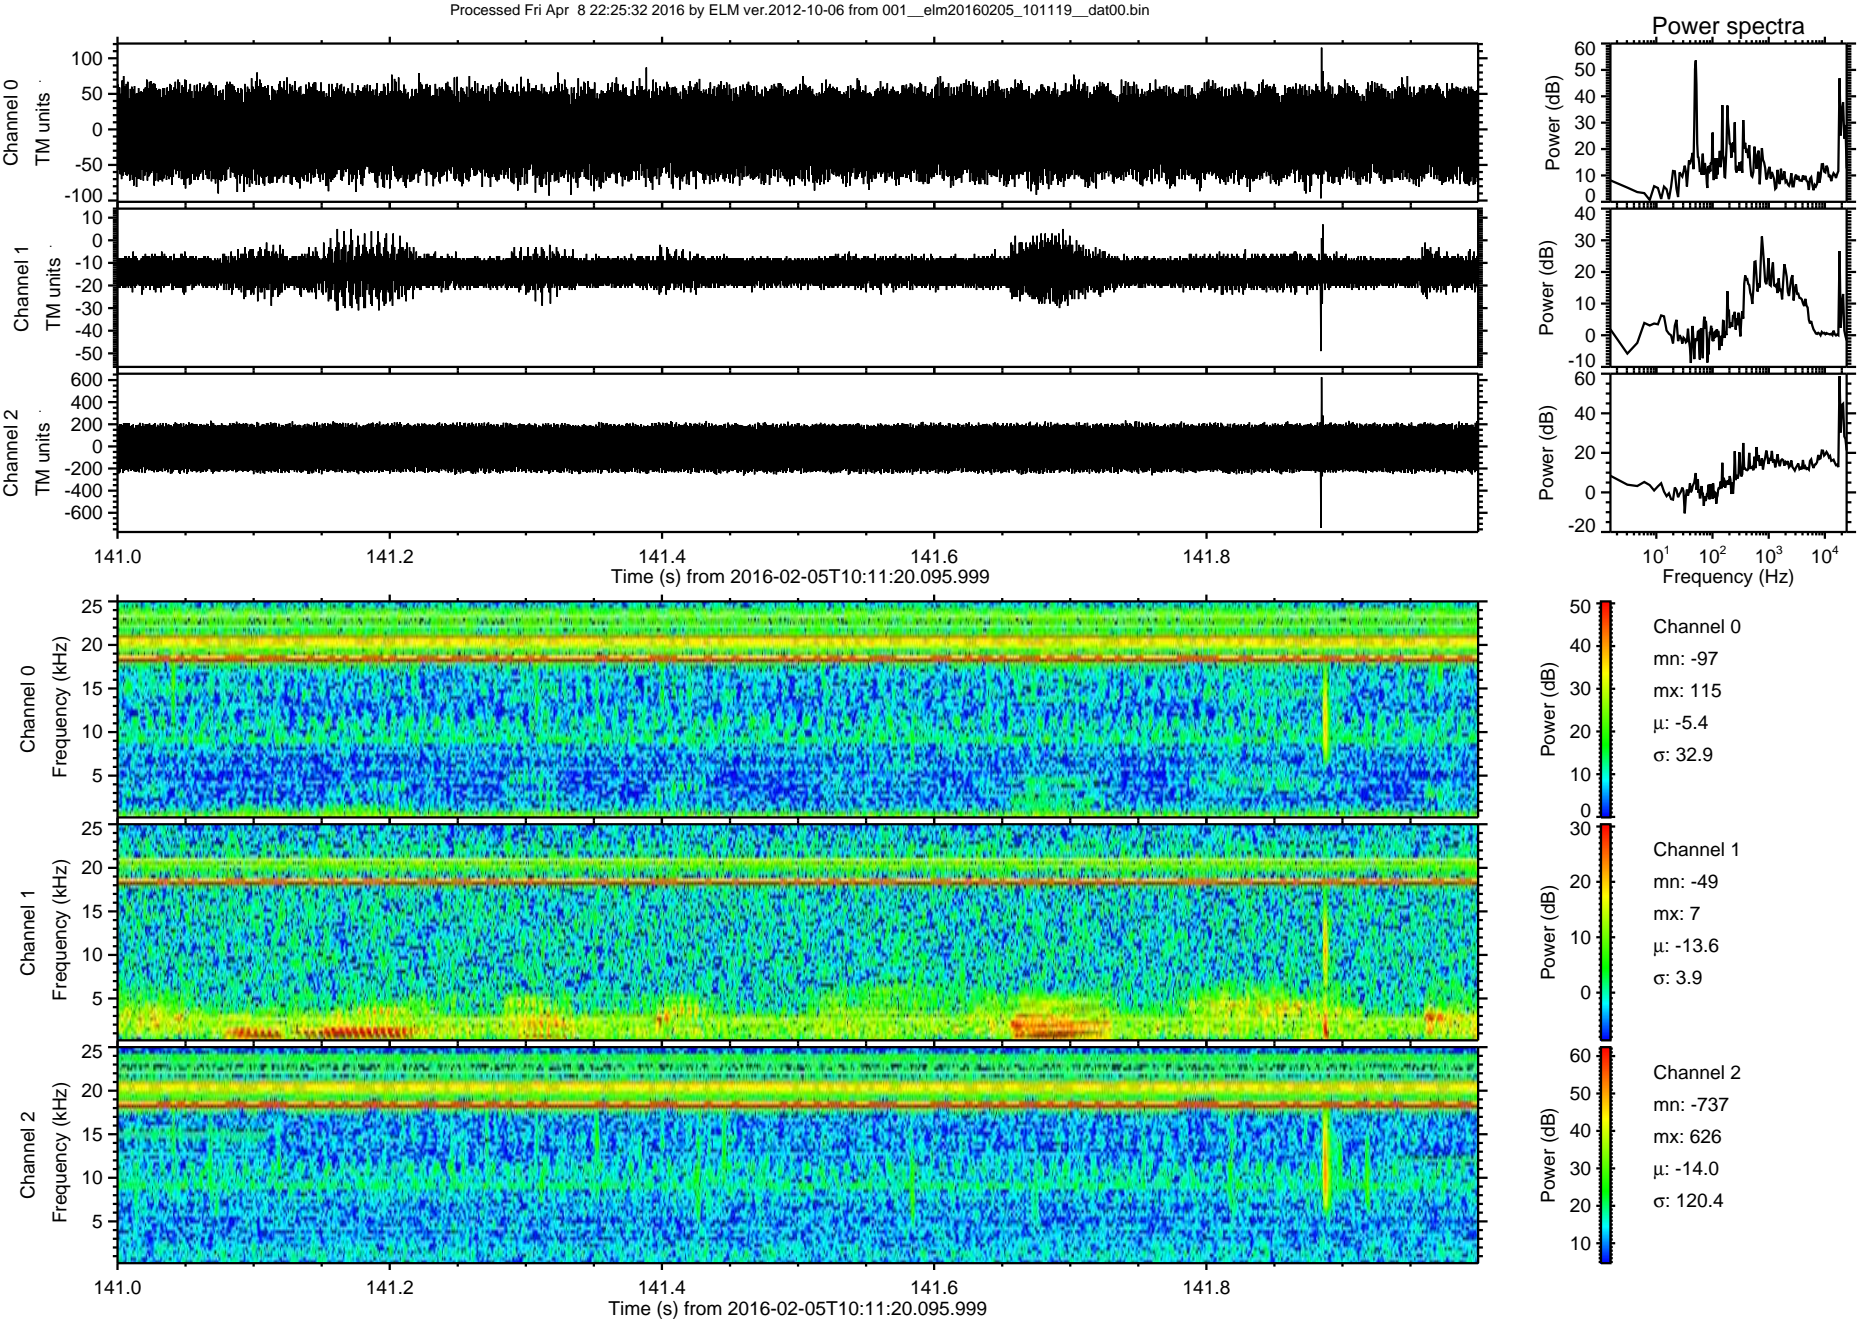 Processed Fri Apr  8 22:25:32 2016 by ELM ver.2012-10-06 from 001__elm20160205_101119__dat00.bin
Power spectra
Channel 0
TM units
100
50
0
-50
-100
Power (dB)
60
50
40
30
20
10
0
Channel 1
TM units
10
0
-10
-20
-30
-40
-50
Power (dB)
40
30
20
10
0
-10
Channel 2
TM units
600
400
200
0
-200
-400
-600
Power (dB)
60
40
20
0
-20
141.0 141.2 141.4 141.6 141.8
Time (s) from 2016-02-05T10:11:20.095.999
10¹ 10² 10³ 10⁴
Frequency (Hz)
Channel 0
Frequency (kHz)
25
20
15
10
5
Power (dB)
50
40
30
20
10
0
Channel 0
mn: -97
mx: 115
μ: -5.4
σ: 32.9
Channel 1
Frequency (kHz)
25
20
15
10
5
Power (dB)
30
20
10
0
Channel 1
mn: -49
mx: 7
μ: -13.6
σ: 3.9
Channel 2
Frequency (kHz)
25
20
15
10
5
Power (dB)
60
50
40
30
20
10
Channel 2
mn: -737
mx: 626
μ: -14.0
σ: 120.4
141.0 141.2 141.4 141.6 141.8
Time (s) from 2016-02-05T10:11:20.095.999